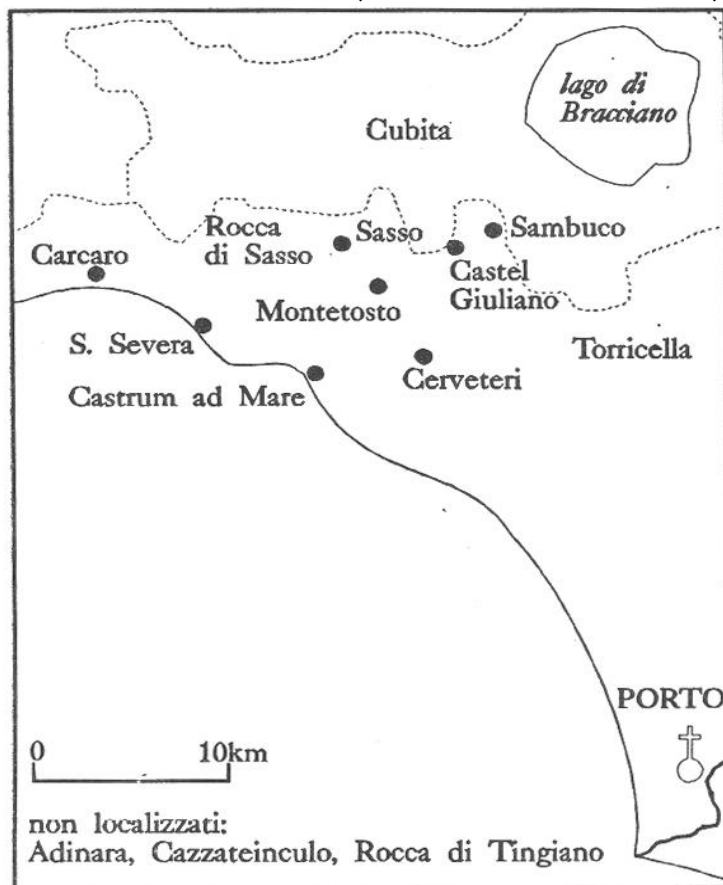 lago di
Bracciano
Cubita
Rocca
di Sasso
Sasso
Sambuco
Carcaro
Castel
Giuliano
Montetosto
S. Severa
Torricella
Castrum ad Mare
Cerveteri
PORTO
0 10km
non localizzati:
Adinara, Cazzateinculo, Rocca di Tingiano